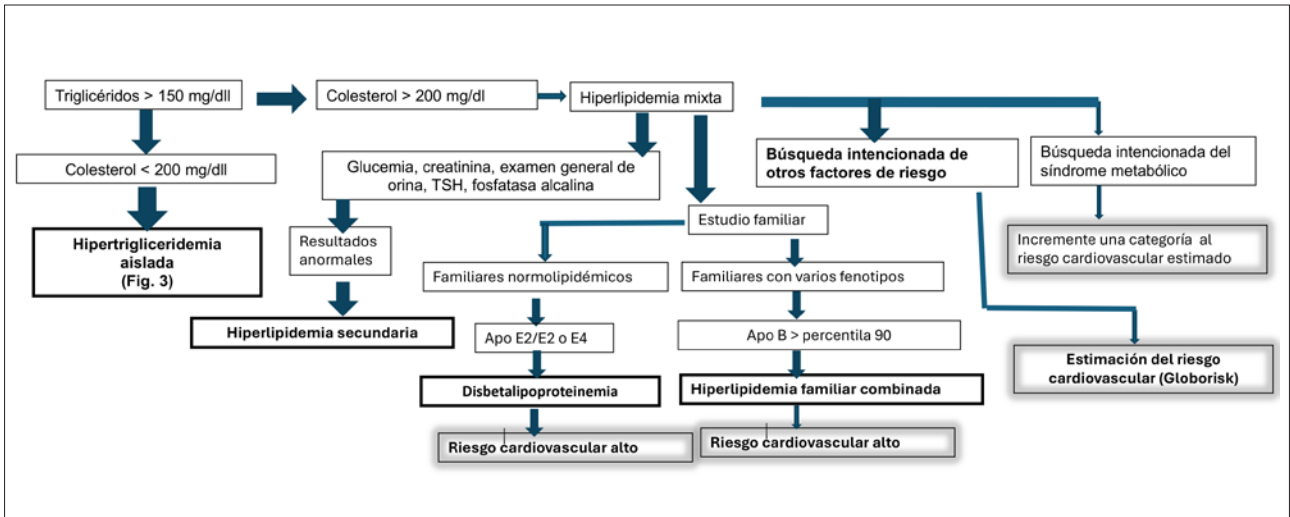 Triglicéridos > 150 mg/dll
Colesterol > 200 mg/dl
Hiperlipidemia mixta
Colesterol < 200 mg/dll
Glucemia, creatinina, examen general de
orina, TSH, fosfatasa alcalina
Búsqueda intencionada de
otros factores de riesgo
Búsqueda intencionada del
síndrome metabólico
Hipertrigliceridemia
aislada
(Fig. 3)
Resultados
anormales
Estudio familiar
Incremente una categoría al
riesgo cardiovascular estimado
Familiares normolipidémicos
Familiares con varios fenotipos
Hiperlipidemia secundaria
Apo E2/E2 o E4
Apo B > percentila 90
Estimación del riesgo
cardiovascular (Globorisk)
Disbetalipoproteinemia
Hiperlipidemia familiar combinada
Riesgo cardiovascular alto
Riesgo cardiovascular alto